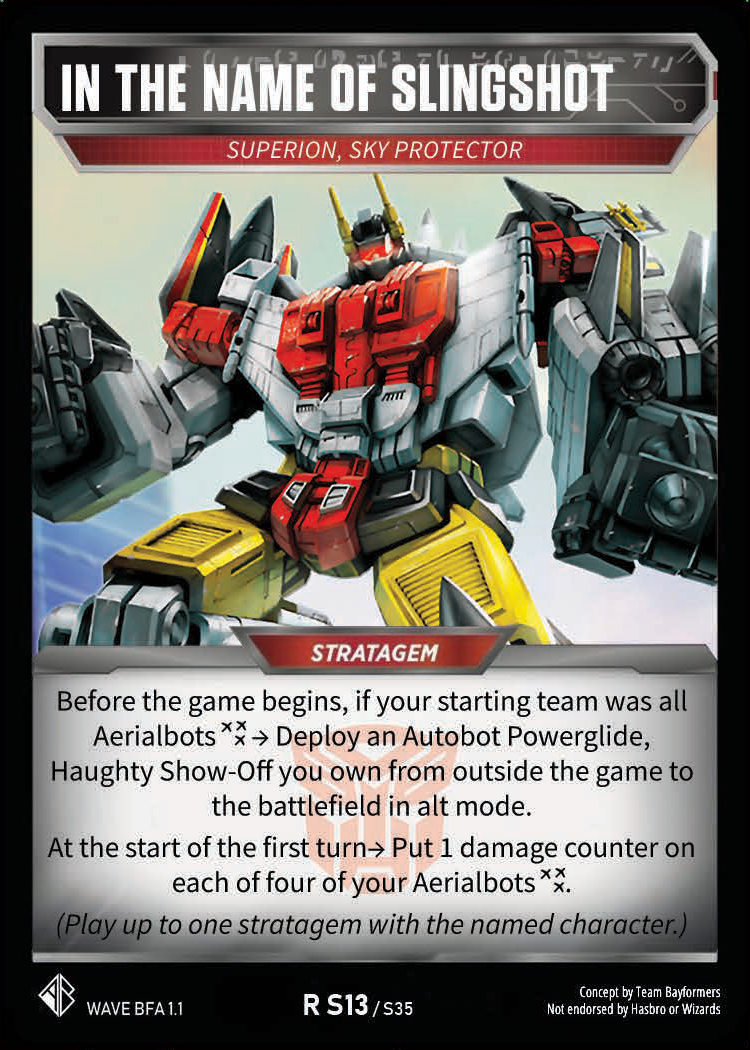 IN THE NAME OF SLINGSHOT
SUPERION, SKY PROTECTOR
STRATAGEM
Before the game begins, if your starting team was all
Aerialbots → Deploy an Autobot Powerglide,
Haughty Show-Off you own from outside the game to
the battlefield in alt mode.
At the start of the first turn→ Put 1 damage counter on
each of four of your Aerialbots.
(Play up to one stratagem with the named character.)
WAVE BFA 1.1
R S13 / S35
Concept by Team Bayformers
Not endorsed by Hasbro or Wizards